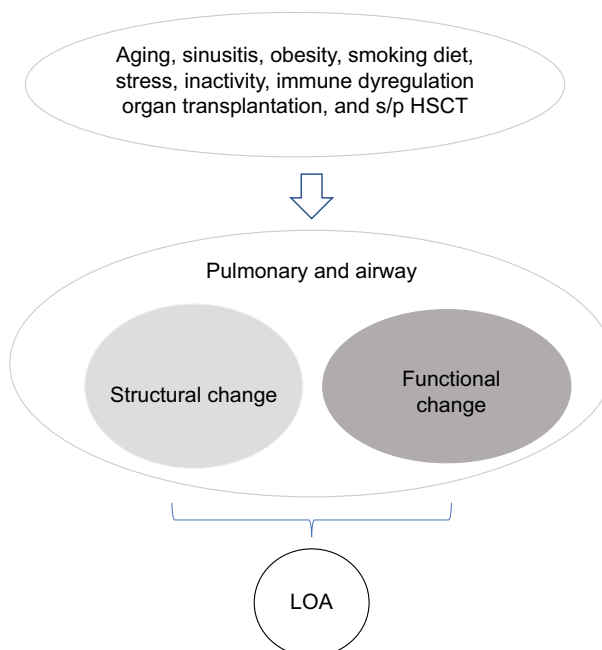 Aging, sinusitis, obesity, smoking diet,
stress, inactivity, immune dyregulation
organ transplantation, and s/p HSCT
Pulmonary and airway
Structural change
Functional
change
LOA